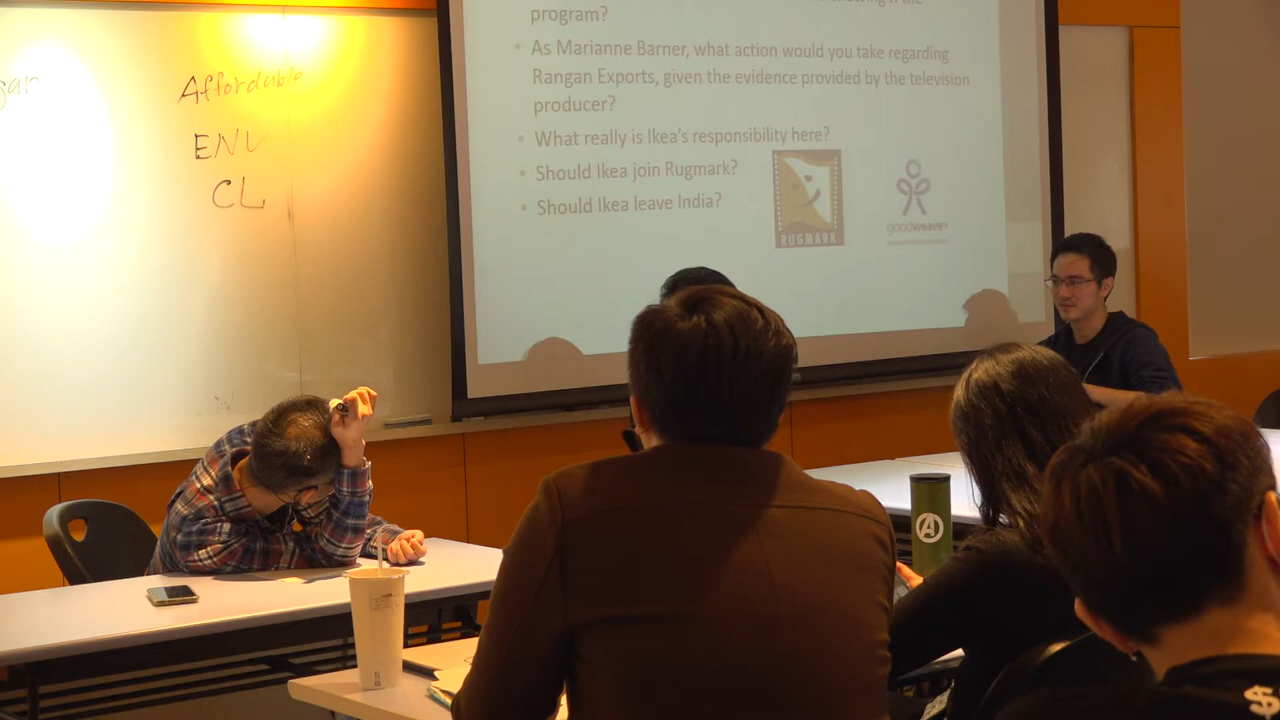 Affordable
ENV
CL
program?
• As Marianne Barner, what action would you take regarding
Rangan Exports, given the evidence provided by the television
producer?
• What really is Ikea's responsibility here?
• Should Ikea join Rugmark?
• Should Ikea leave India?
RUGMARK
goodweave
A
$